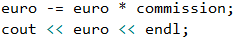 euro -= euro * commission;
cout << euro << endl;